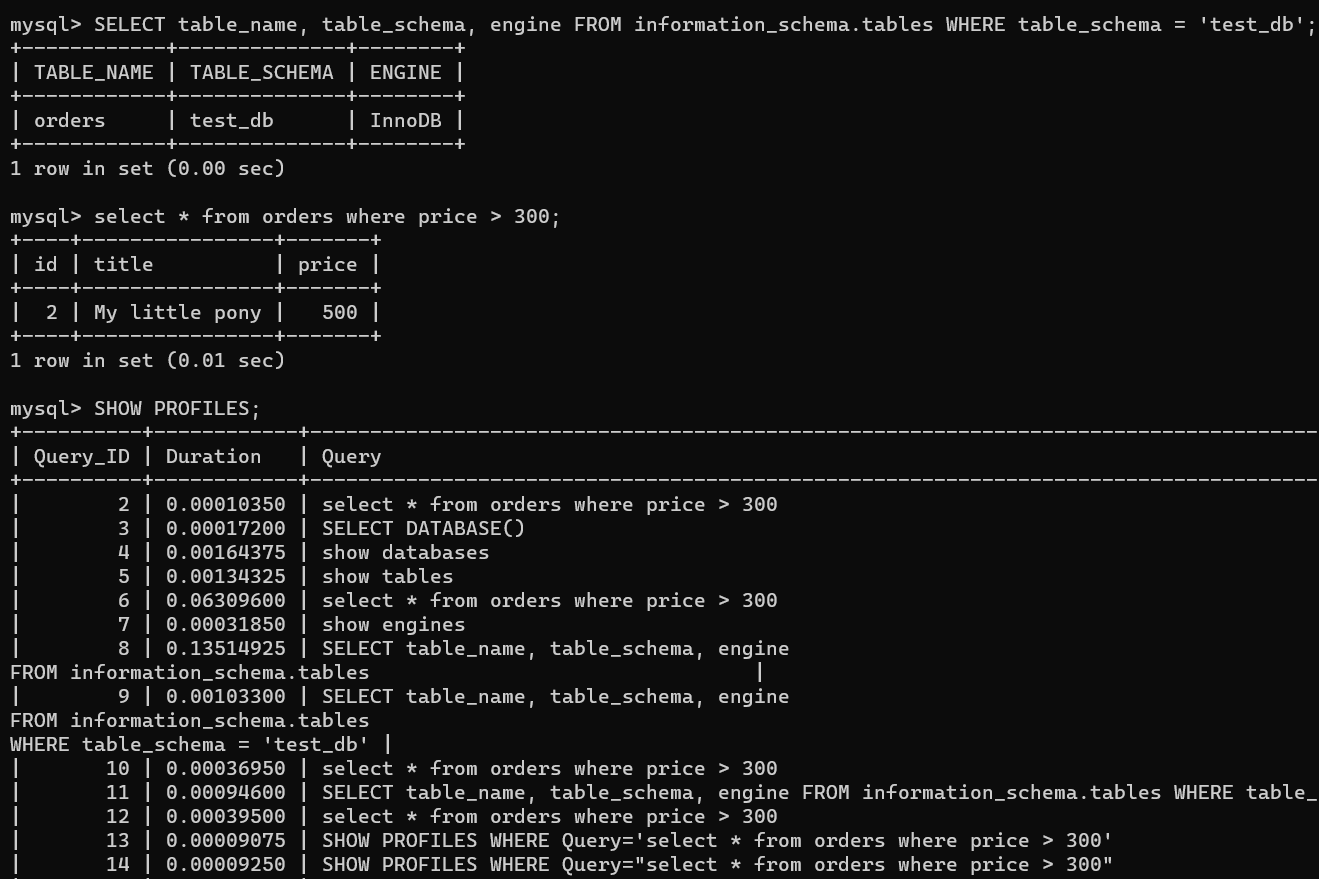 mysql> SELECT table_name, table_schema, engine FROM information_schema.tables WHERE table_schema = 'test_db';
+------------+--------------+--------+
| TABLE_NAME | TABLE_SCHEMA | ENGINE |
+------------+--------------+--------+
| orders     | test_db      | InnoDB |
+------------+--------------+--------+
1 row in set (0.00 sec)

mysql> select * from orders where price > 300;
+----+----------------+-------+
| id | title          | price |
+----+----------------+-------+
|  2 | My little pony |   500 |
+----+----------------+-------+
1 row in set (0.01 sec)

mysql> SHOW PROFILES;
+----------+------------+-------------------------------------------------------------------------------------
| Query_ID | Duration   | Query
+----------+------------+-------------------------------------------------------------------------------------
|        2 | 0.00010350 | select * from orders where price > 300
|        3 | 0.00017200 | SELECT DATABASE()
|        4 | 0.00164375 | show databases
|        5 | 0.00134325 | show tables
|        6 | 0.06309600 | select * from orders where price > 300
|        7 | 0.00031850 | show engines
|        8 | 0.13514925 | SELECT table_name, table_schema, engine
FROM information_schema.tables                                |
|        9 | 0.00103300 | SELECT table_name, table_schema, engine
FROM information_schema.tables
WHERE table_schema = 'test_db' |
|       10 | 0.00036950 | select * from orders where price > 300
|       11 | 0.00094600 | SELECT table_name, table_schema, engine FROM information_schema.tables WHERE table_
|       12 | 0.00039500 | select * from orders where price > 300
|       13 | 0.00009075 | SHOW PROFILES WHERE Query='select * from orders where price > 300'
|       14 | 0.00009250 | SHOW PROFILES WHERE Query="select * from orders where price > 300"